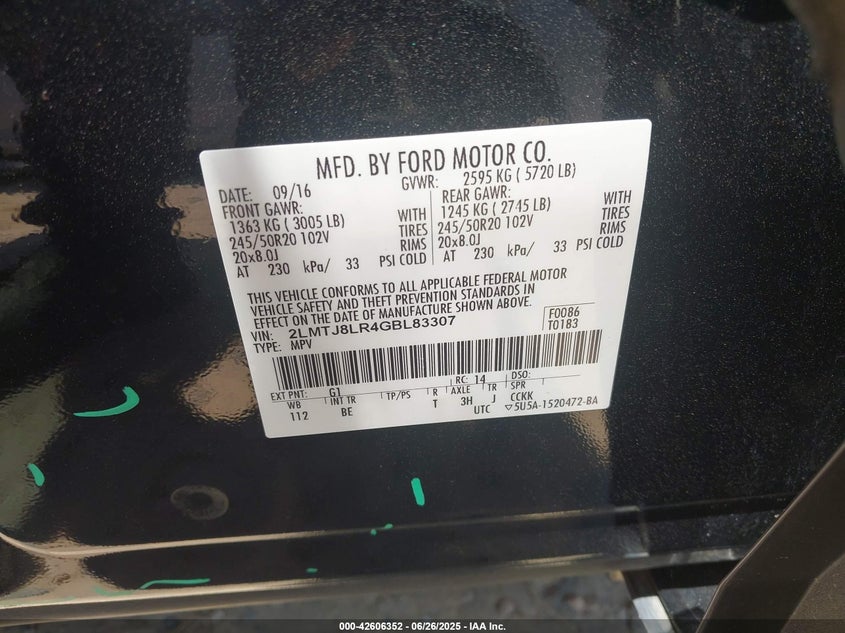 MFD. BY FORD MOTOR CO.
DATE: 09/16 GVWR: 2595 KG ( 5720 LB)
FRONT GAWR: REAR GAWR:
1363 KG ( 3005 LB) WITH 1245 KG ( 2745 LB) WITH
245/50R20 102V TIRES 245/50R20 102V TIRES
20x8.0J RIMS 20x8.0J RIMS
AT 230 kPa/ 33 PSI COLD AT 230 kPa/ 33 PSI COLD
THIS VEHICLE CONFORMS TO ALL APPLICABLE FEDERAL MOTOR
VEHICLE SAFETY AND THEFT PREVENTION STANDARDS IN
EFFECT ON THE DATE OF MANUFACTURE SHOWN ABOVE.
VIN: 2LMTJ8LR4GBL83307 F0086
TYPE: MPV T0183
EXT PNT: G1 RC: 14 DSO:
WB INT TR TP/PS R AXLE TR SPR
112 BE T 3H J CCKK
UTC ▽5U5A-1520472-BA
000-42606352 / 06/26/2025 - IAA Inc.